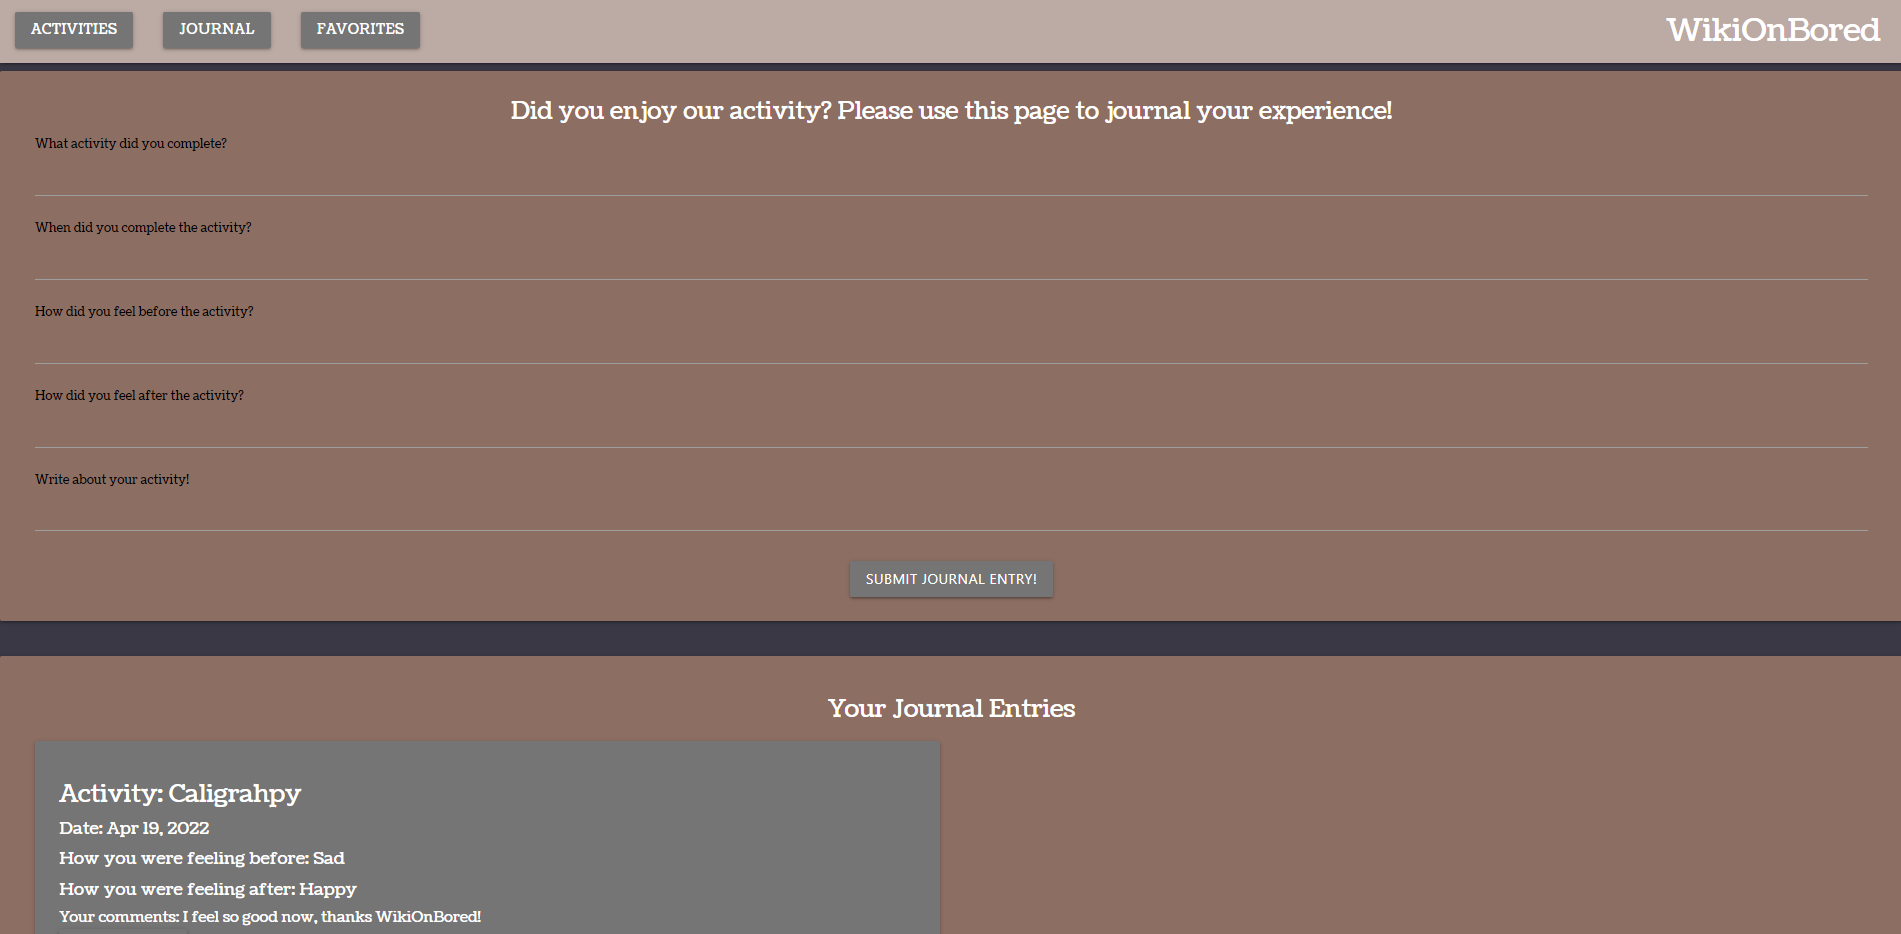 ACTIVITIES JOURNAL FAVORITES WikiOnBored
Did you enjoy our activity? Please use this page to journal your experience!
What activity did you complete?
When did you complete the activity?
How did you feel before the activity?
How did you feel after the activity?
Write about your activity!
SUBMIT JOURNAL ENTRY!
Your Journal Entries
Activity: Caligrahpy
Date: Apr 19, 2022
How you were feeling before: Sad
How you were feeling after: Happy
Your comments: I feel so good now, thanks WikiOnBored!